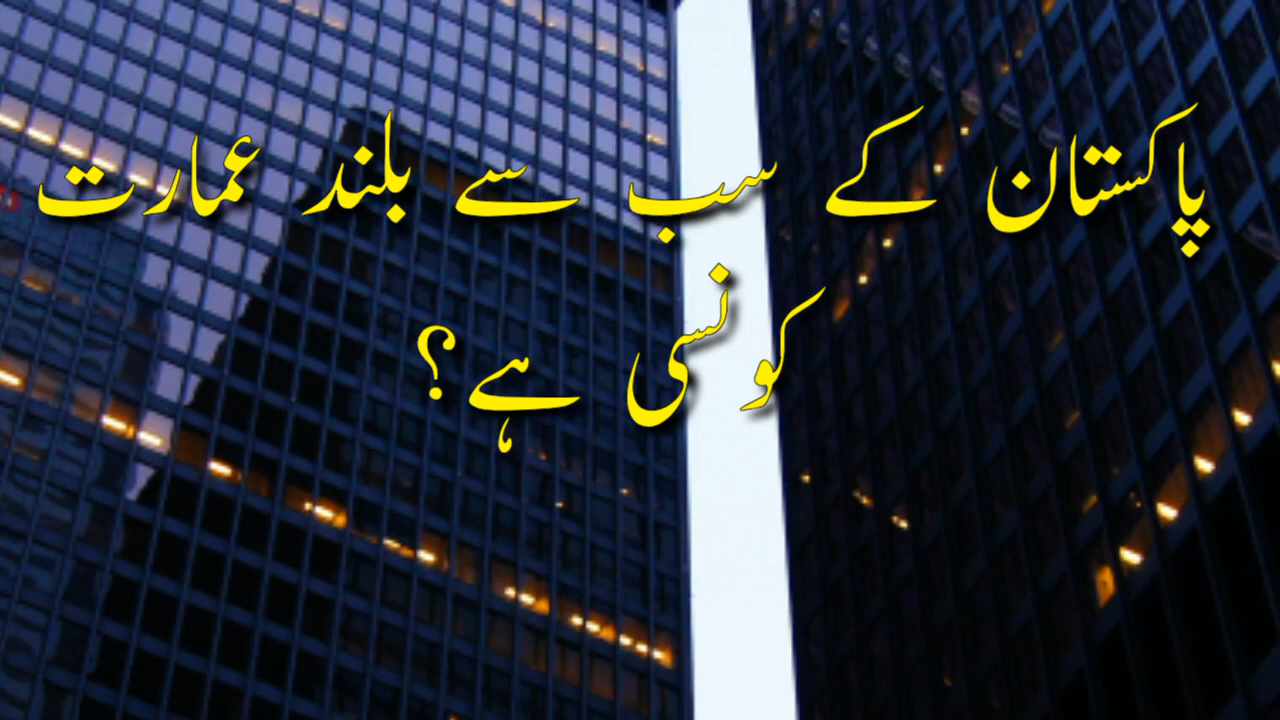 پاکستان کے سب سے بلند عمارت
کونسی ہے؟